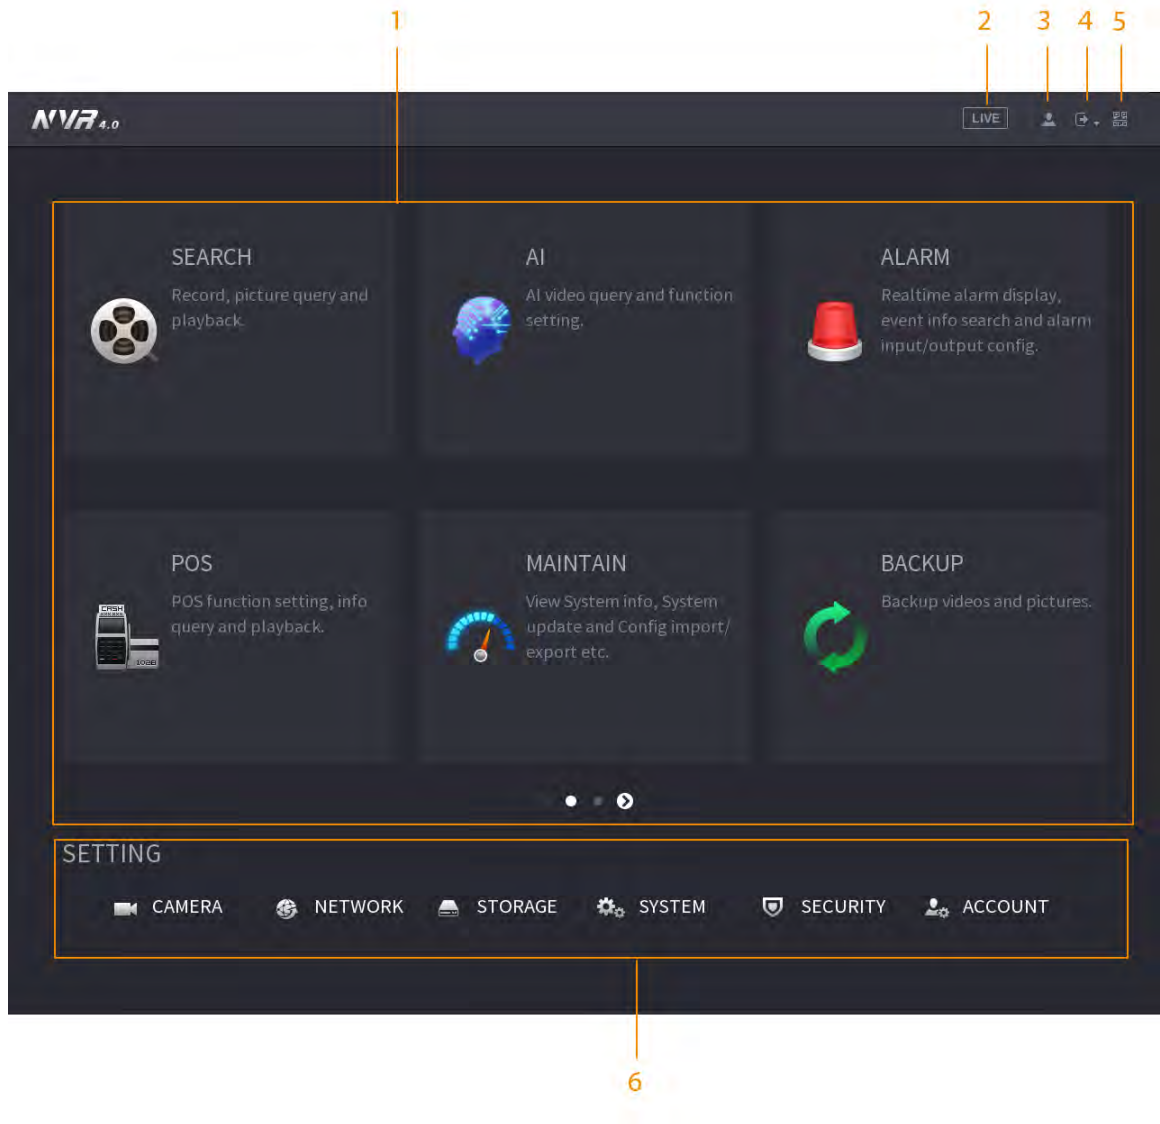 1 2 3 4 5
NVR 4.0 LIVE
SEARCH
Record, picture query and
playback.
AI
AI video query and function
setting.
ALARM
Realtime alarm display,
event info search and alarm
input/output config.
POS
POS function setting, info
query and playback.
CASH
MAINTAIN
View System info, System
update and Config import/
export etc.
BACKUP
Backup videos and pictures.
SETTING
CAMERA NETWORK STORAGE SYSTEM SECURITY ACCOUNT
6